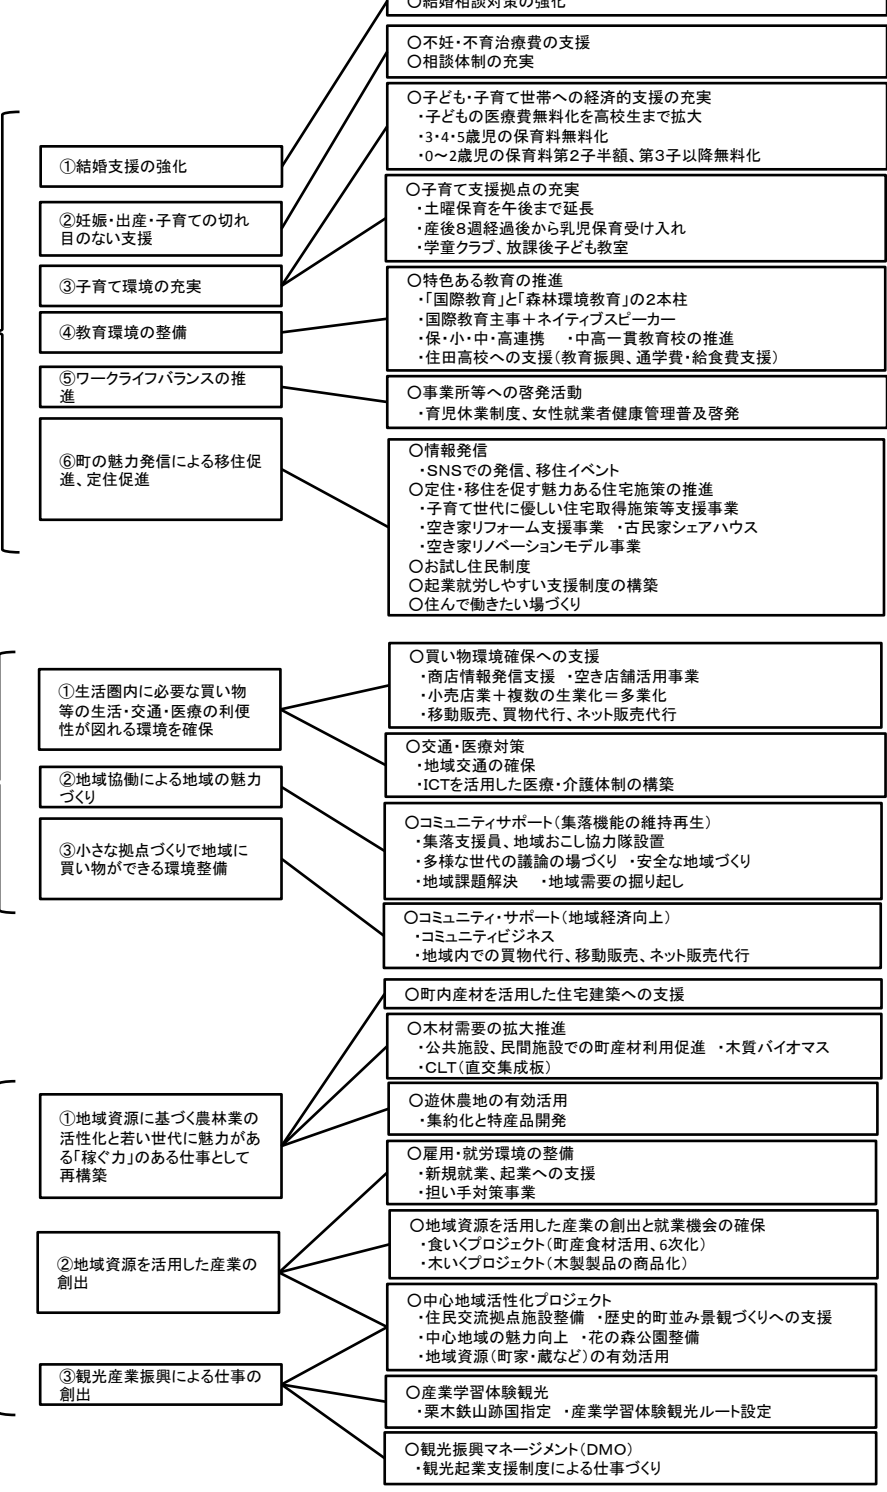 〇結婚相談対策の強化
〇不妊・不育治療費の支援
〇相談体制の充実
〇子ども・子育て世帯への経済的支援の充実
・子どもの医療費無料化を高校生まで拡大
・3・4・5歳児の保育料無料化
・0～2歳児の保育料第2子半額、第3子以降無料化
①結婚支援の強化
〇子育て支援拠点の充実
・土曜保育を午後まで延長
・産後8週経過後から乳児保育受け入れ
・学童クラブ、放課後子ども教室
②妊娠・出産・子育ての切れ
目のない支援
③子育て環境の充実
〇特色ある教育の推進
・「国際教育」と「森林環境教育」の2本柱
・国際教育主事＋ネイティブスピーカー
・保・小・中・高連携　・中高一貫教育校の推進
・住田高校への支援（教育振興、通学費・給食費支援）
④教育環境の整備
⑤ワークライフバランスの推
進
〇事業所等への啓発活動
・育児休業制度、女性就業者健康管理普及啓発
⑥町の魅力発信による移住促
進、定住促進
〇情報発信
・SNSでの発信、移住イベント
〇定住・移住を促す魅力ある住宅施策の推進
・子育て世代に優しい住宅取得施策等支援事業
・空き家リフォーム支援事業　・古民家シェアハウス
・空き家リノベーションモデル事業
〇お試し住民制度
〇起業就労しやすい支援制度の構築
〇住んで働きたい場づくり
①生活圏内に必要な買い物
等の生活・交通・医療の利便
性が図れる環境を確保
〇買い物環境確保への支援
・商店情報発信支援　・空き店舗活用事業
・小売店業＋複数の生業化＝多業化
・移動販売、買物代行、ネット販売代行
〇交通・医療対策
・地域交通の確保
・ICTを活用した医療・介護体制の構築
②地域協働による地域の魅力
づくり
〇コミュニティサポート（集落機能の維持再生）
・集落支援員、地域おこし協力隊設置
・多様な世代の議論の場づくり　・安全な地域づくり
・地域課題解決　・地域需要の掘り起し
③小さな拠点づくりで地域に
買い物ができる環境整備
〇コミュニティ・サポート（地域経済向上）
・コミュニティビジネス
・地域内での買物代行、移動販売、ネット販売代行
〇町内産材を活用した住宅建築への支援
〇木材需要の拡大推進
・公共施設、民間施設での町産材利用促進　・木質バイオマス
・CLT（直交集成板）
①地域資源に基づく農林業の
活性化と若い世代に魅力があ
る「稼ぐ力」のある仕事として
再構築
〇遊休農地の有効活用
・集約化と特産品開発
〇雇用・就労環境の整備
・新規就業、起業への支援
・担い手対策事業
②地域資源を活用した産業の
創出
〇地域資源を活用した産業の創出と就業機会の確保
・食いくプロジェクト（町産食材活用、6次化）
・木いくプロジェクト（木製製品の商品化）
〇中心地域活性化プロジェクト
・住民交流拠点施設整備　・歴史的町並み景観づくりへの支援
・中心地域の魅力向上　・花の森公園整備
・地域資源（町家・蔵など）の有効活用
③観光産業振興による仕事の
創出
〇産業学習体験観光
・栗木鉄山跡国指定　・産業学習体験観光ルート設定
〇観光振興マネージメント（DMO）
・観光起業支援制度による仕事づくり